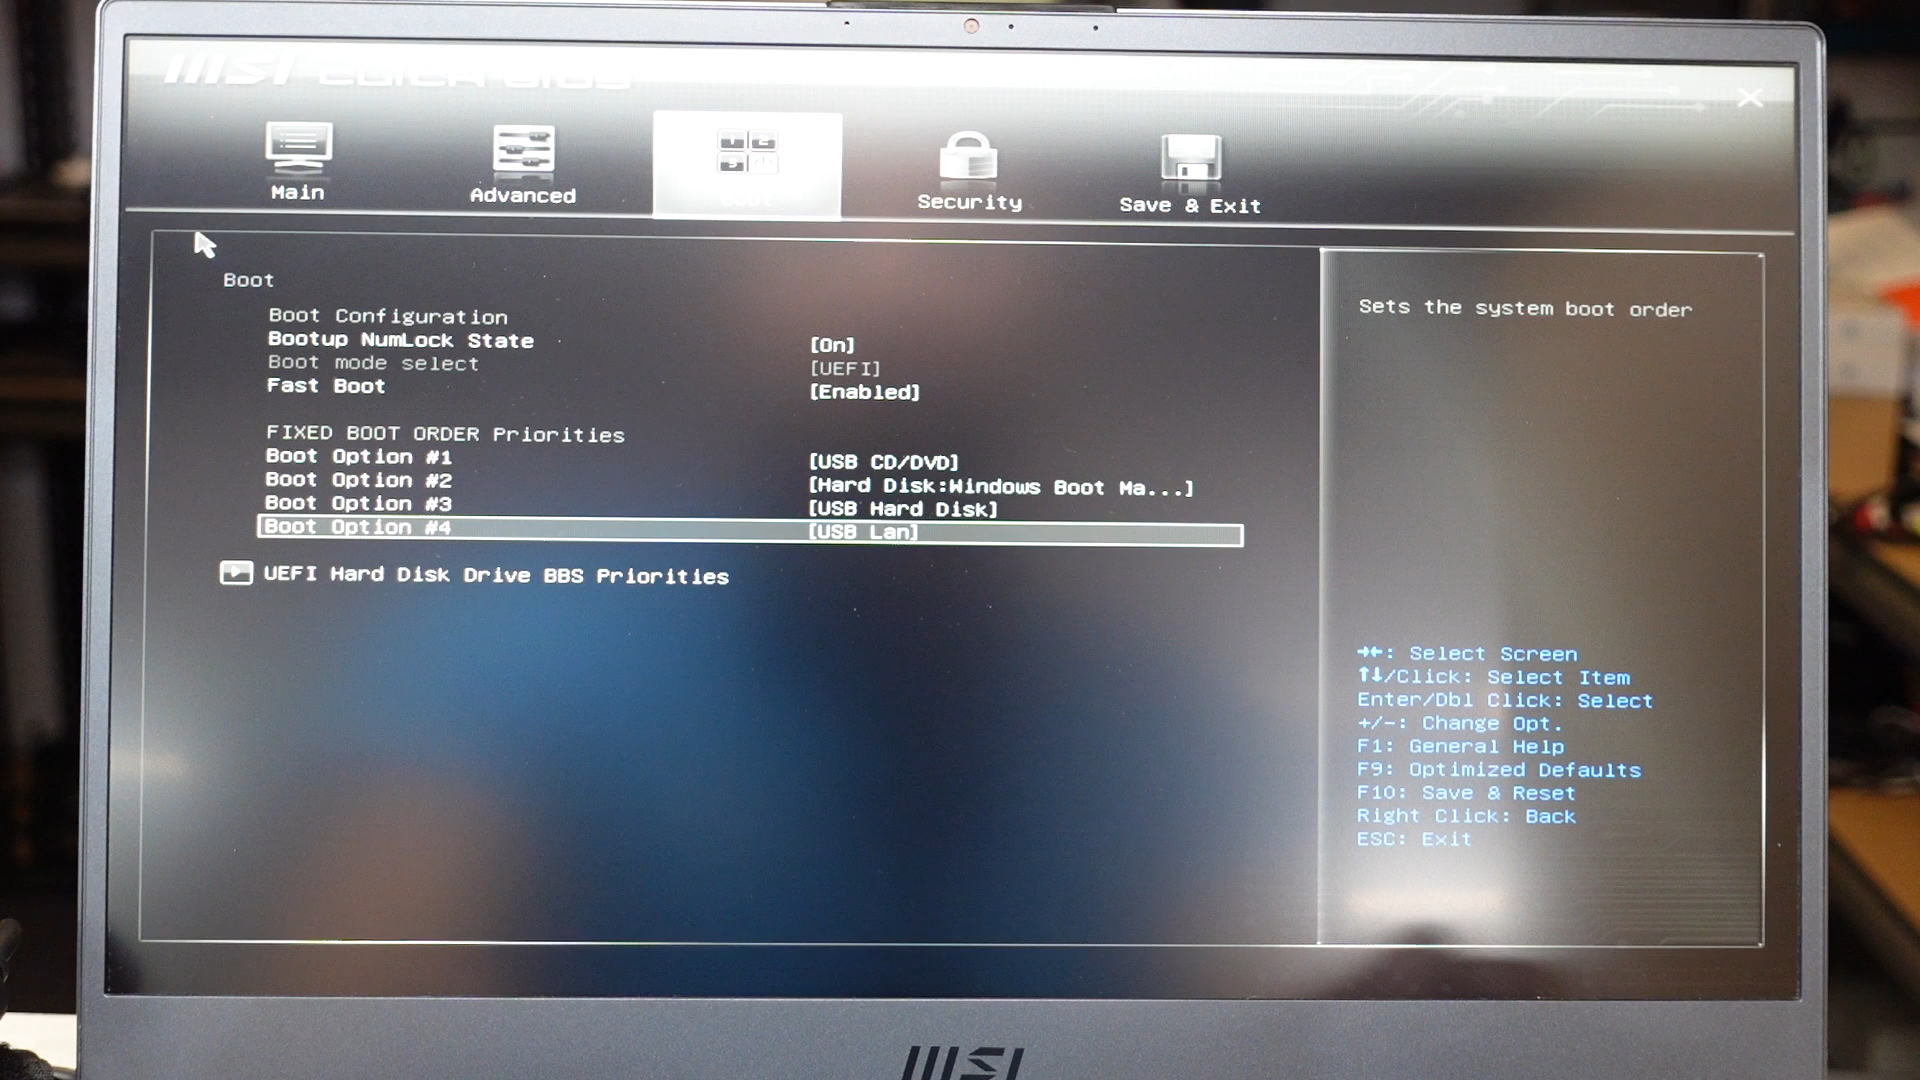 msi CLICK BIOS
Main
Advanced
Boot
Security
Save & Exit
Boot
Boot Configuration
Bootup NumLock State [On]
Boot mode select [UEFI]
Fast Boot [Enabled]
FIXED BOOT ORDER Priorities
Boot Option #1 [USB CD/DVD]
Boot Option #2 [Hard Disk:Windows Boot Ma...]
Boot Option #3 [USB Hard Disk]
Boot Option #4 [USB Lan]
UEFI Hard Disk Drive BBS Priorities
Sets the system boot order
→←: Select Screen
↑↓/Click: Select Item
Enter/Dbl Click: Select
+/-: Change Opt.
F1: General Help
F9: Optimized Defaults
F10: Save & Reset
Right Click: Back
ESC: Exit
msi